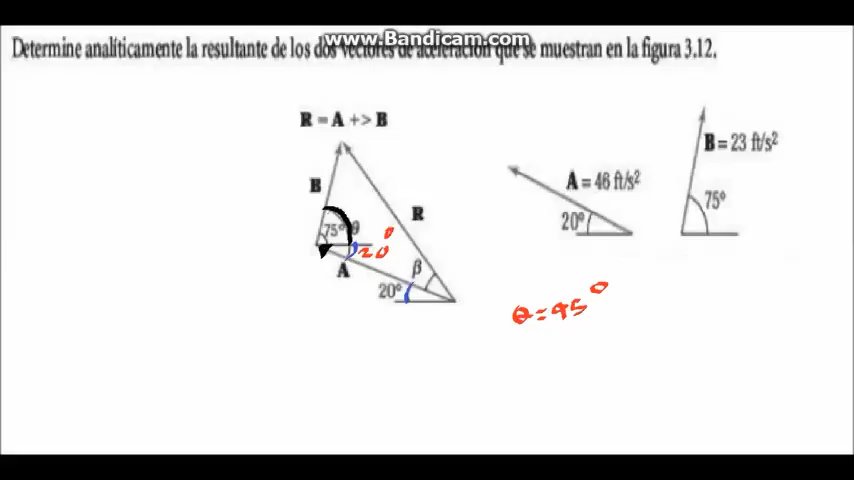 www.Bandicam.com
Determine analíticamente la resultante de los dos vectores de aceleración que se muestran en la figura 3.12.
R = A +> B
B = 23 ft/s²
B
A = 46 ft/s²
75°
R
20°
75° θ
20°
A
β
20°
θ = 95°